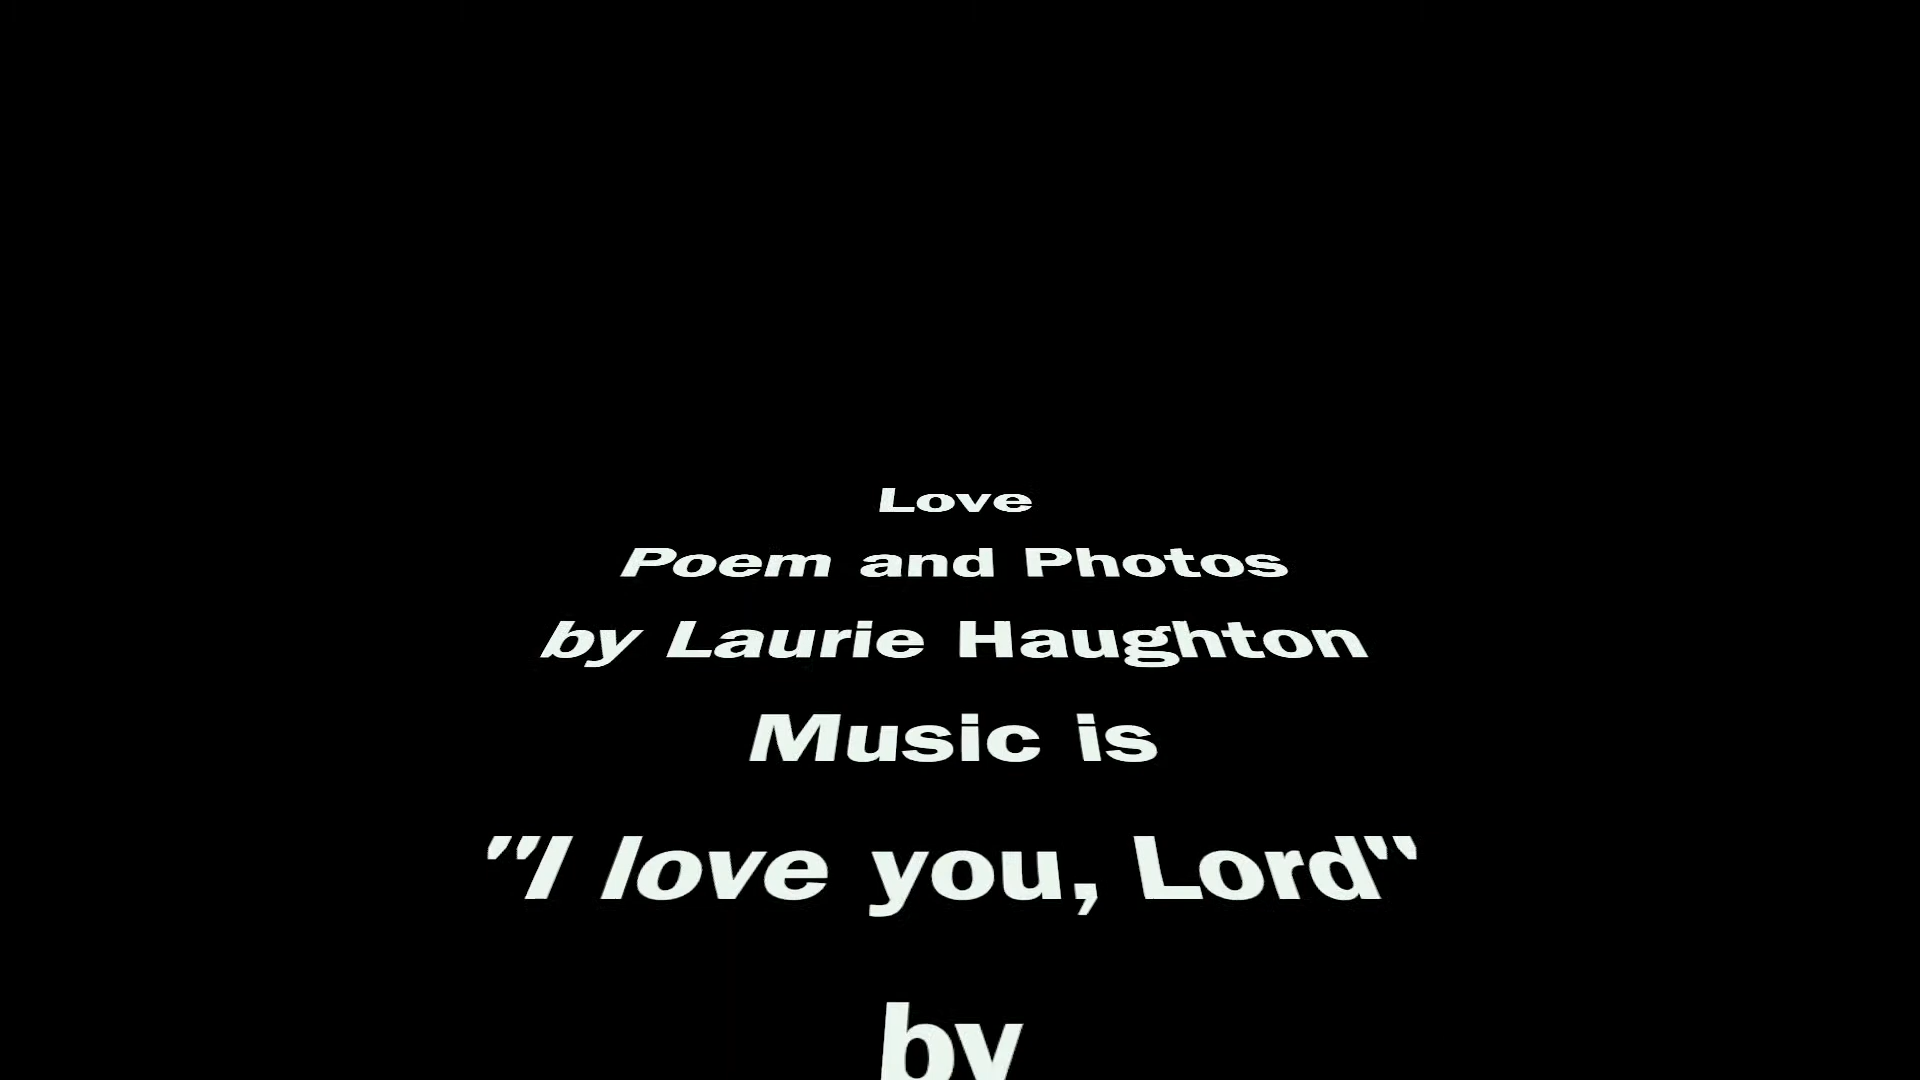 Love
Poem and Photos
by Laurie Haughton
Music is
"I love you, Lord"
by